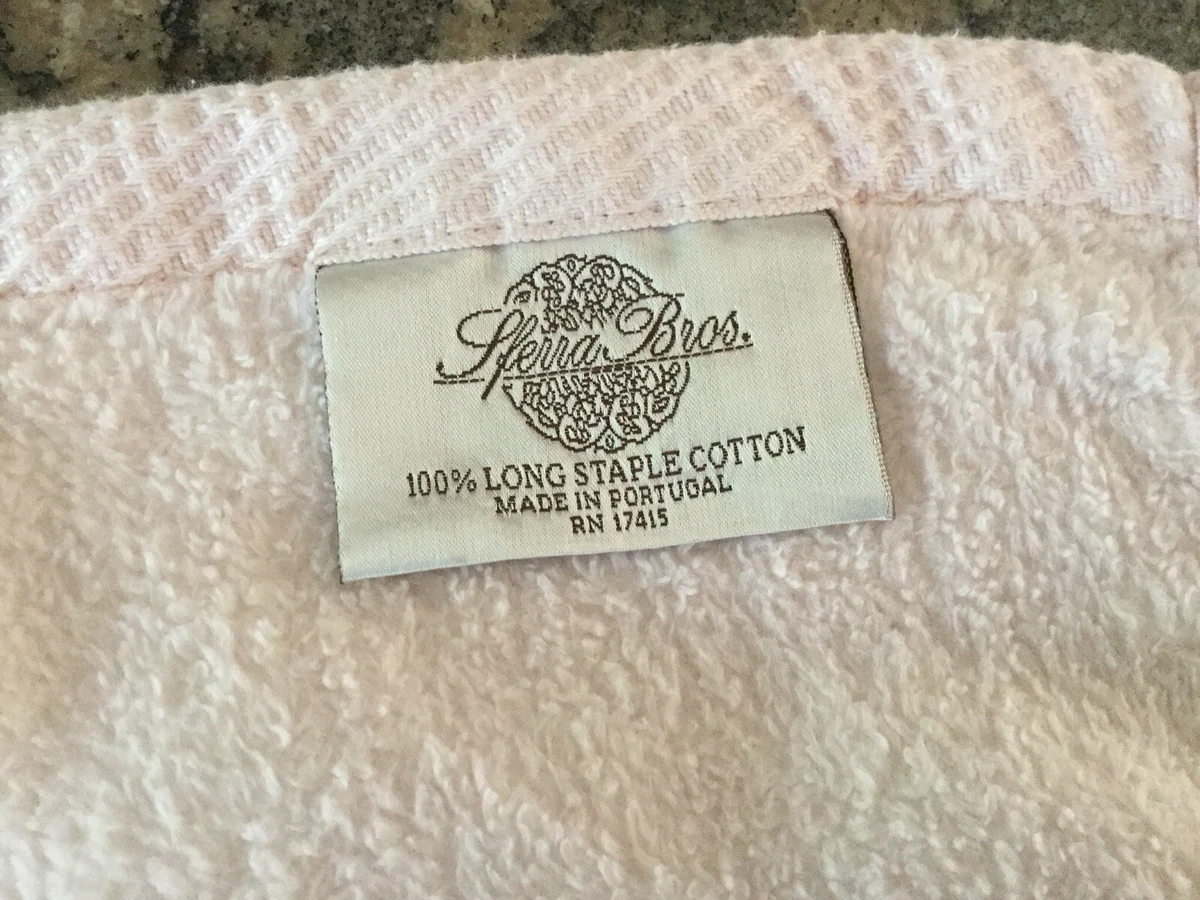 Sferra Bros.
100% LONG STAPLE COTTON
MADE IN PORTUGAL
RN 17415